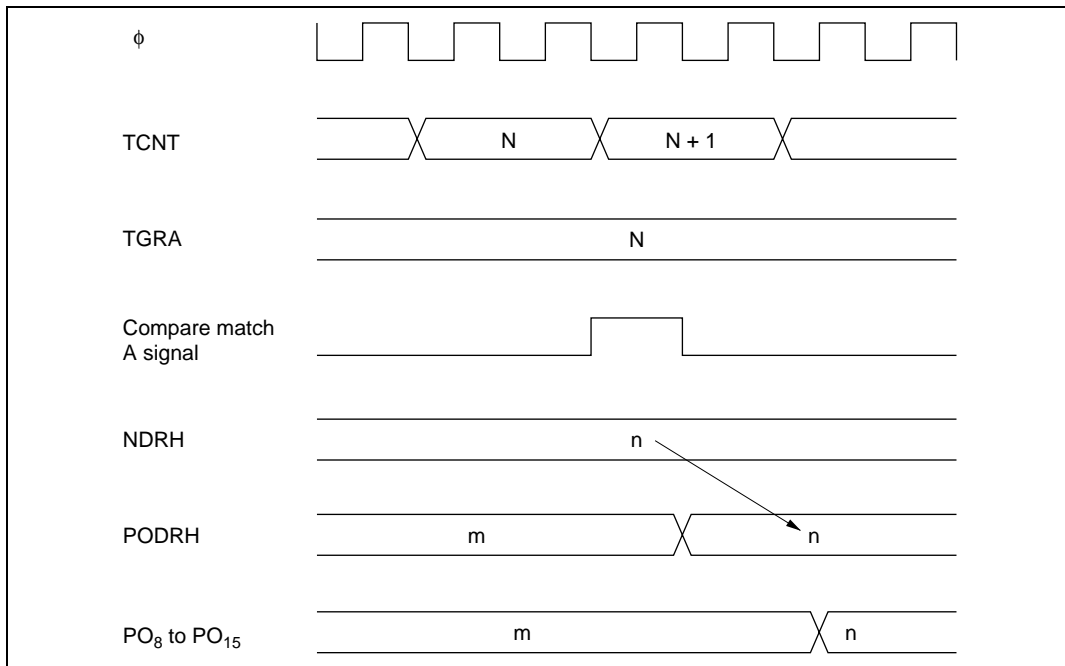 ϕ
TCNT N N + 1
TGRA N
Compare match
A signal
NDRH n
PODRH m n
PO8 to PO15 m n